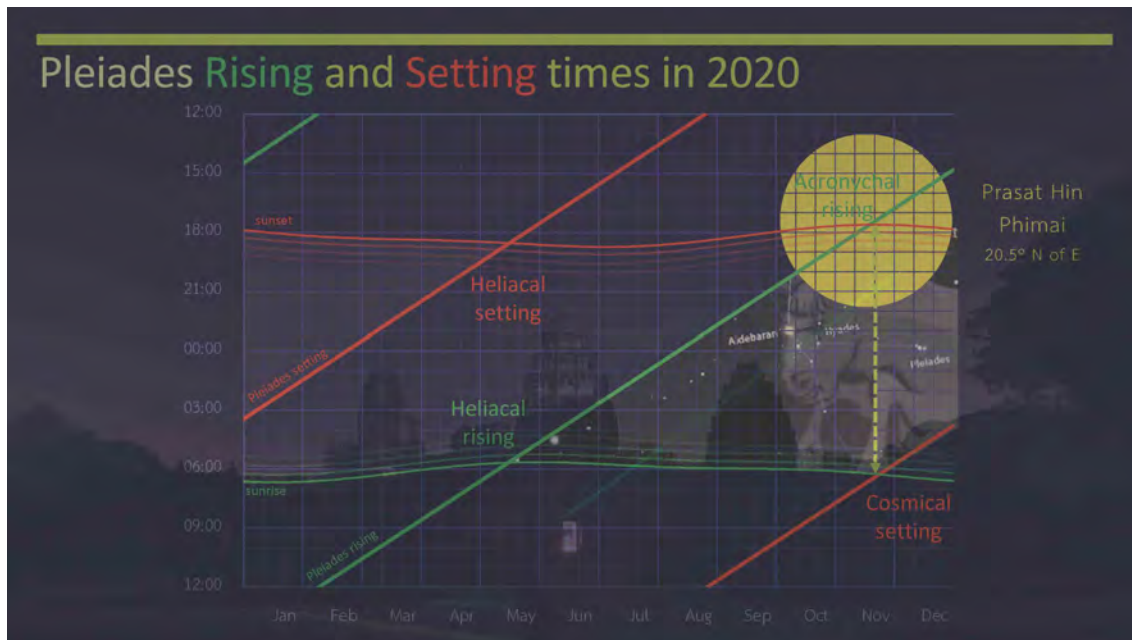 Pleiades Rising and Setting times in 2020
12:00
15:00
18:00
21:00
00:00
03:00
06:00
09:00
12:00
sunset
Acronychal
rising
Prasat Hin
Phimai
20.5° N of E
Heliacal
setting
Aldebaran
Hyades
Pleiades
Pleiades setting
Heliacal
rising
sunrise
Cosmical
setting
Pleiades rising
Jan Feb Mar Apr May Jun Jul Aug Sep Oct Nov Dec